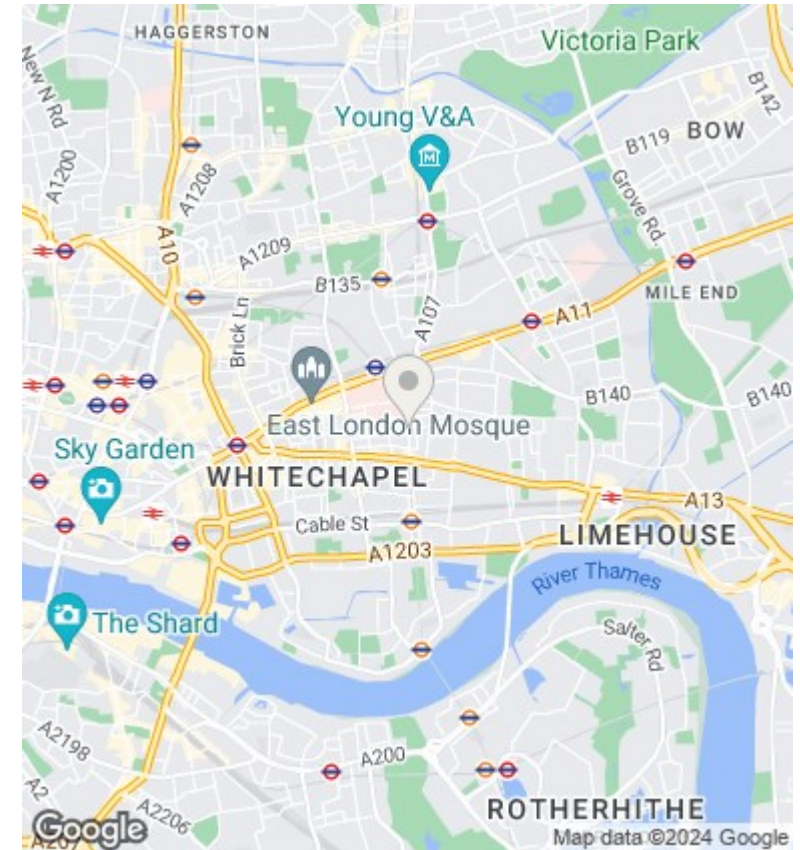 HAGGERSTON
Victoria Park
New N Rd
B142
Young V&A
B119
BOW
A1200
A1208
Grove Rd
A10
A1209
B135
MILE END
A107
A11
Brick Ln
B140
B140
East London Mosque
Sky Garden
WHITECHAPEL
A13
Cable St
LIMEHOUSE
A1203
River Thames
The Shard
Salter Rd
A2198
A200
A2
A2206
ROTHERHITHE
Google
Map data ©2024 Google